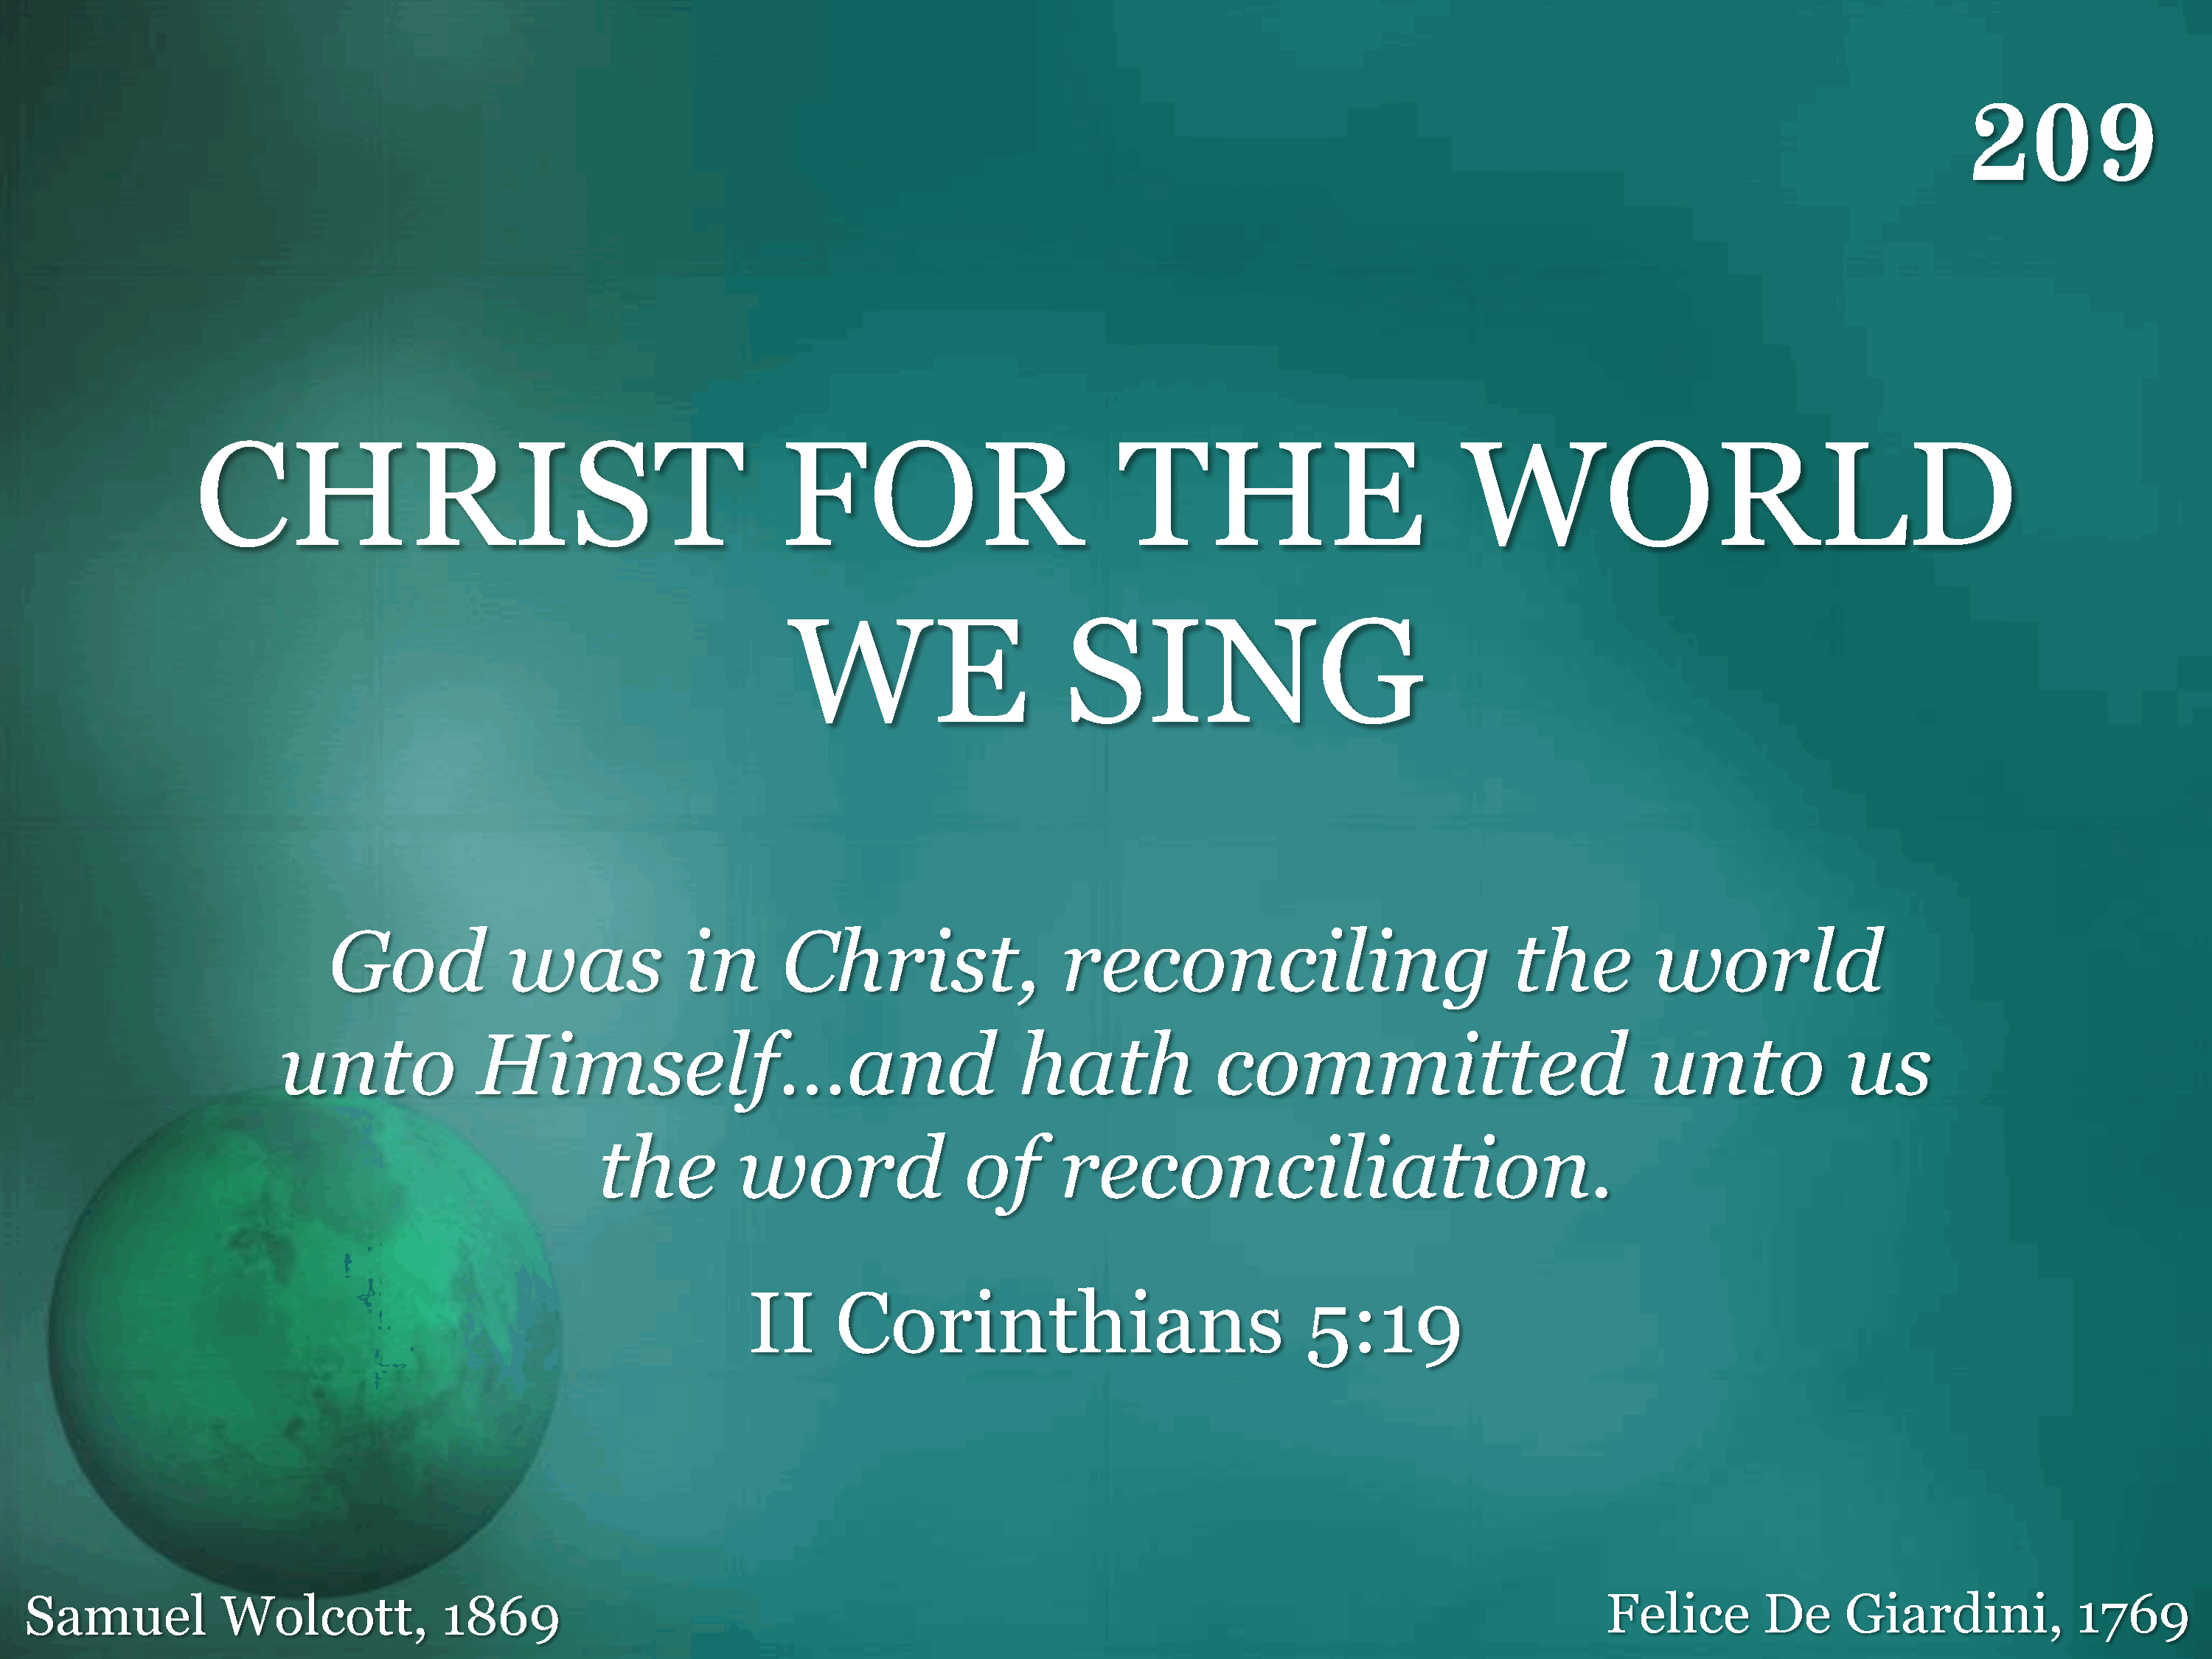 209
CHRIST FOR THE WORLD
WE SING
God was in Christ, reconciling the world
unto Himself...and hath committed unto us
the word of reconciliation.
II Corinthians 5:19
Samuel Wolcott, 1869
Felice De Giardini, 1769